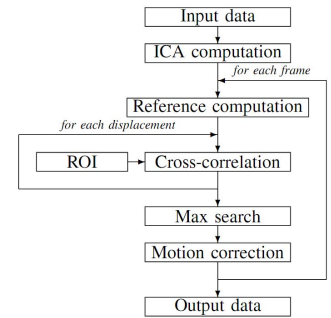 Input data
ICA computation
for each frame
Reference computation
for each displacement
ROI
Cross-correlation
Max search
Motion correction
Output data